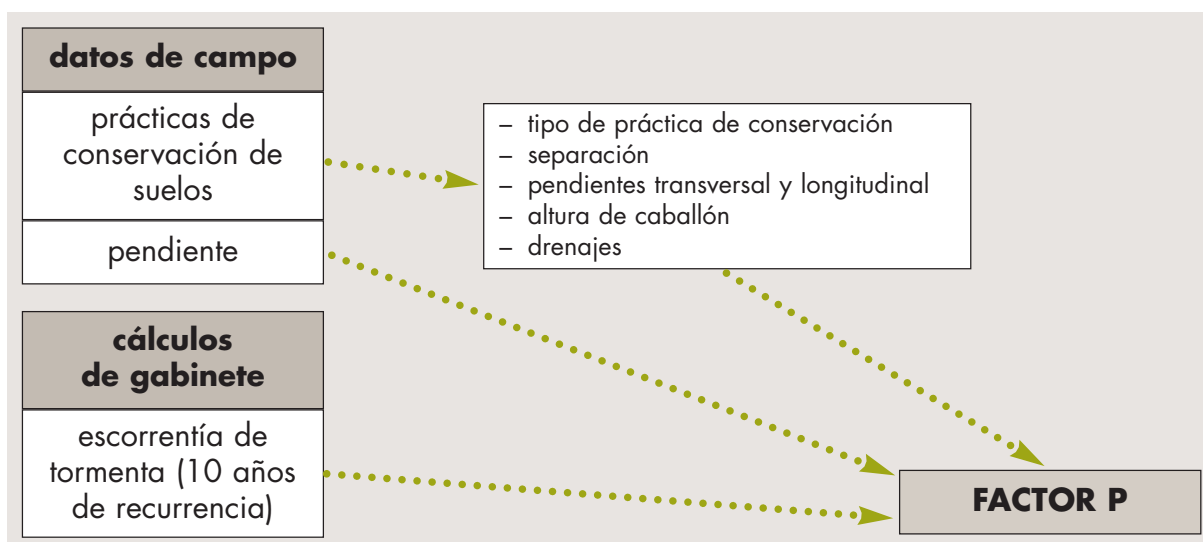 datos de campo
prácticas de
conservación de
suelos
pendiente
– tipo de práctica de conservación
– separación
– pendientes transversal y longitudinal
– altura de caballón
– drenajes
cálculos
de gabinete
escorrentía de
tormenta (10 años
de recurrencia)
FACTOR P